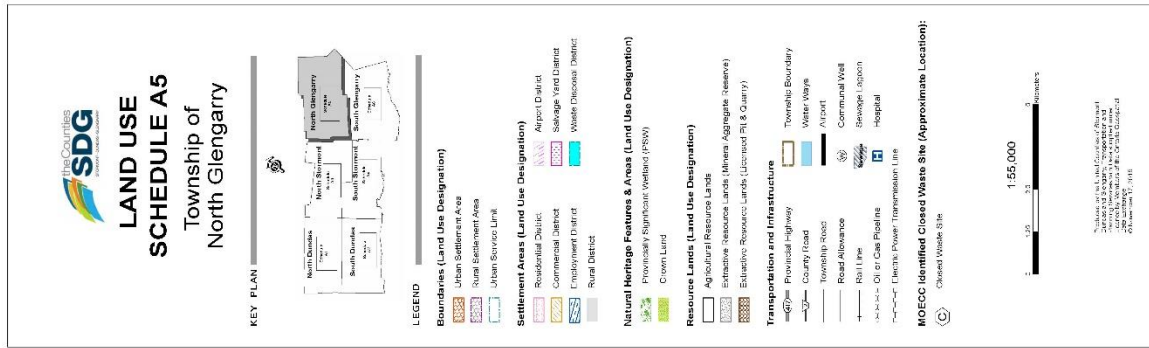 the Counties
SDG
LAND USE
SCHEDULE A5
Township of
North Glengarry
KEY PLAN
North Dundas
North Stormont
North Glengarry
South Dundas
South Stormont
South Glengarry
LEGEND
Boundaries (Land Use Designation)
Urban Settlement Area
Rural Settlement Area
Urban Service Limit
Settlement Areas (Land Use Designation)
Residential District
Airport District
Commercial District
Salvage Yard District
Employment District
Waste Disposal District
Rural District
Natural Heritage Features & Areas (Land Use Designation)
Provincially Significant Wetland (PSW)
Crown Land
Resource Lands (Land Use Designation)
Agricultural Resource Lands
Extractive Resource Lands (Mineral Aggregate Reserve)
Extractive Resource Lands (Licensed Pit & Quarry)
Transportation and Infrastructure
Provincial Highway
Township Boundary
County Road
Water Ways
Township Road
Airport
Road Allowance
Communal Well
Rail Line
Sewage Lagoon
Oil or Gas Pipeline
H Hospital
Electric Power Transmission Line
MOECC Identified Closed Waste Site (Approximate Location):
C Closed Waste Site
1:55,000
Kilometers